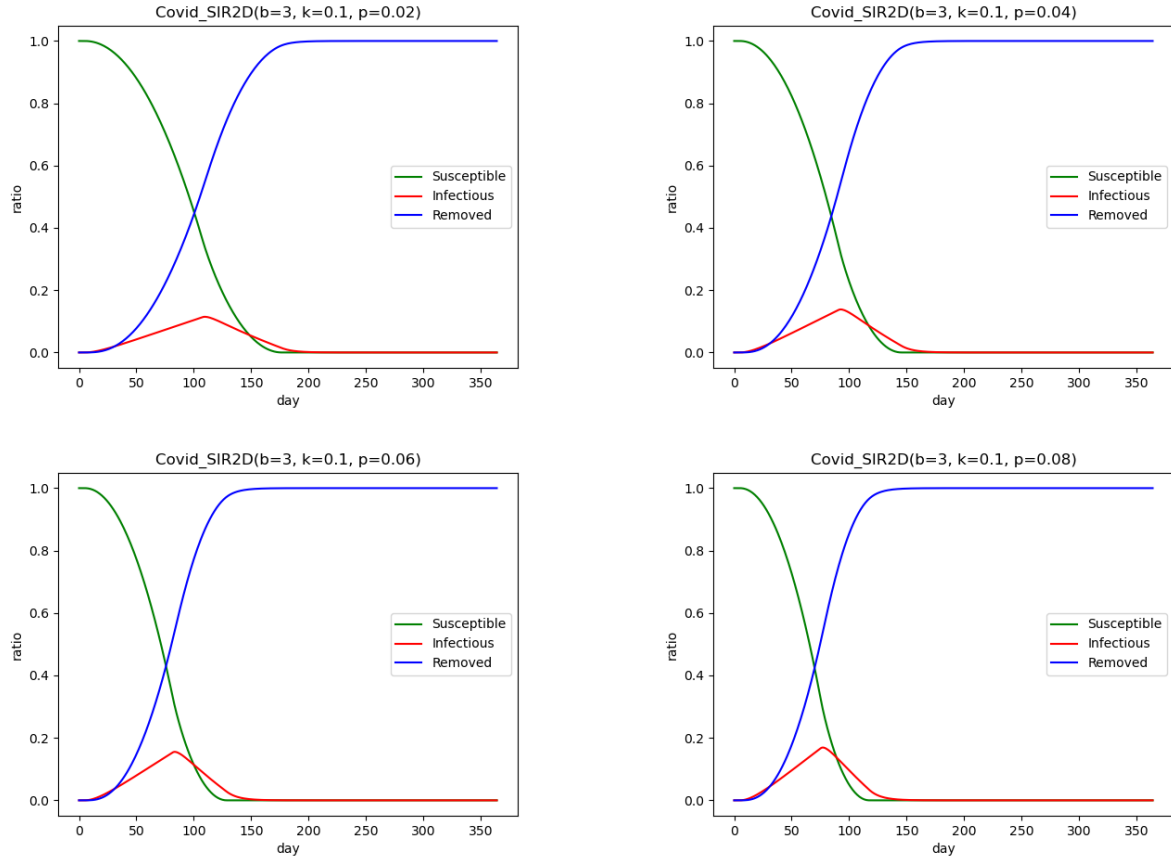 Covid_SIR2D(b=3, k=0.1, p=0.02)
1.0
0.8
0.6
0.4
0.2
0.0
ratio
Susceptible
Infectious
Removed
0 50 100 150 200 250 300 350
day
Covid_SIR2D(b=3, k=0.1, p=0.04)
1.0
0.8
0.6
0.4
0.2
0.0
ratio
Susceptible
Infectious
Removed
0 50 100 150 200 250 300 350
day
Covid_SIR2D(b=3, k=0.1, p=0.06)
1.0
0.8
0.6
0.4
0.2
0.0
ratio
Susceptible
Infectious
Removed
0 50 100 150 200 250 300 350
day
Covid_SIR2D(b=3, k=0.1, p=0.08)
1.0
0.8
0.6
0.4
0.2
0.0
ratio
Susceptible
Infectious
Removed
0 50 100 150 200 250 300 350
day